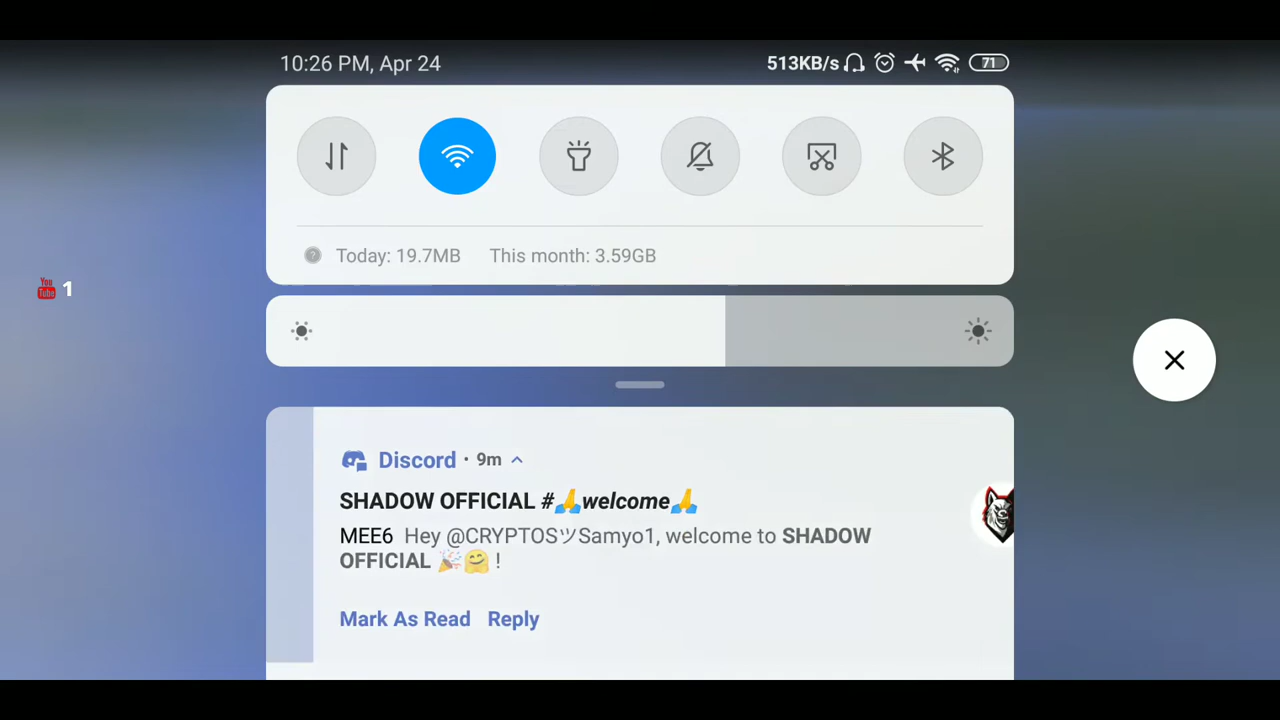 10:26 PM, Apr 24 513KB/s 71
Today: 19.7MB This month: 3.59GB
You
Tube 1
Discord · 9m
SHADOW OFFICIAL #🙏welcome🙏
MEE6 Hey @CRYPTOSツSamyo1, welcome to SHADOW
OFFICIAL 🎉🤗 !
Mark As Read Reply